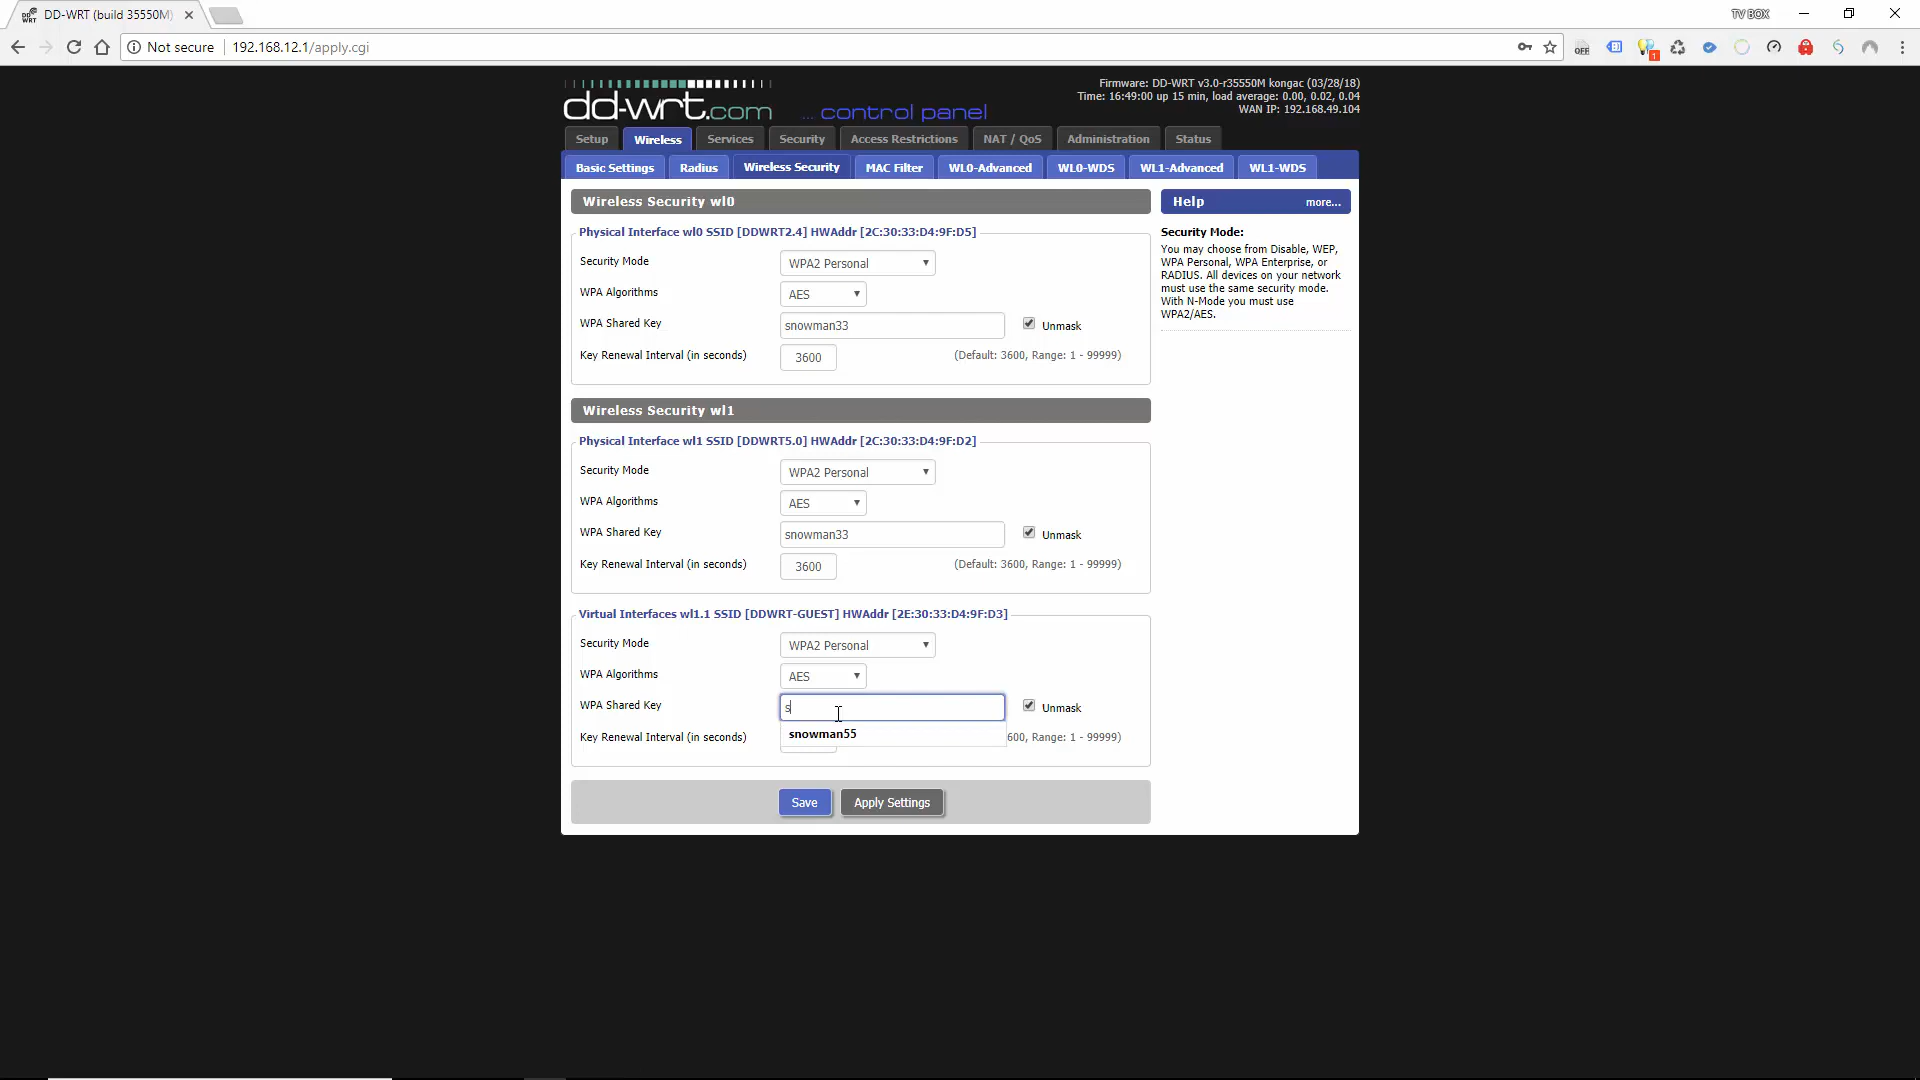 DD-WRT (build 35550M)
TV BOX
Not secure
192.168.12.1/apply.cgi
OFF
1
dd-wrt.com
... control panel
Firmware: DD-WRT v3.0-r35550M kongac (03/28/18)
Time: 16:49:00 up 15 min, load average: 0.00, 0.02, 0.04
WAN IP: 192.168.49.104
Setup Wireless Services Security Access Restrictions NAT / QoS Administration Status
Basic Settings Radius Wireless Security MAC Filter WL0-Advanced WL0-WDS WL1-Advanced WL1-WDS
Wireless Security wl0
Physical Interface wl0 SSID [DDWRT2.4] HWAddr [2C:30:33:D4:9F:D5]
Security Mode WPA2 Personal
WPA Algorithms AES
WPA Shared Key snowman33 Unmask
Key Renewal Interval (in seconds) 3600 (Default: 3600, Range: 1 - 99999)
Wireless Security wl1
Physical Interface wl1 SSID [DDWRT5.0] HWAddr [2C:30:33:D4:9F:D2]
Security Mode WPA2 Personal
WPA Algorithms AES
WPA Shared Key snowman33 Unmask
Key Renewal Interval (in seconds) 3600 (Default: 3600, Range: 1 - 99999)
Virtual Interfaces wl1.1 SSID [DDWRT-GUEST] HWAddr [2E:30:33:D4:9F:D3]
Security Mode WPA2 Personal
WPA Algorithms AES
WPA Shared Key s Unmask
snowman55
Key Renewal Interval (in seconds) 600, Range: 1 - 99999)
Save Apply Settings
Help more...
Security Mode:
You may choose from Disable, WEP,
WPA Personal, WPA Enterprise, or
RADIUS. All devices on your network
must use the same security mode.
With N-Mode you must use
WPA2/AES.